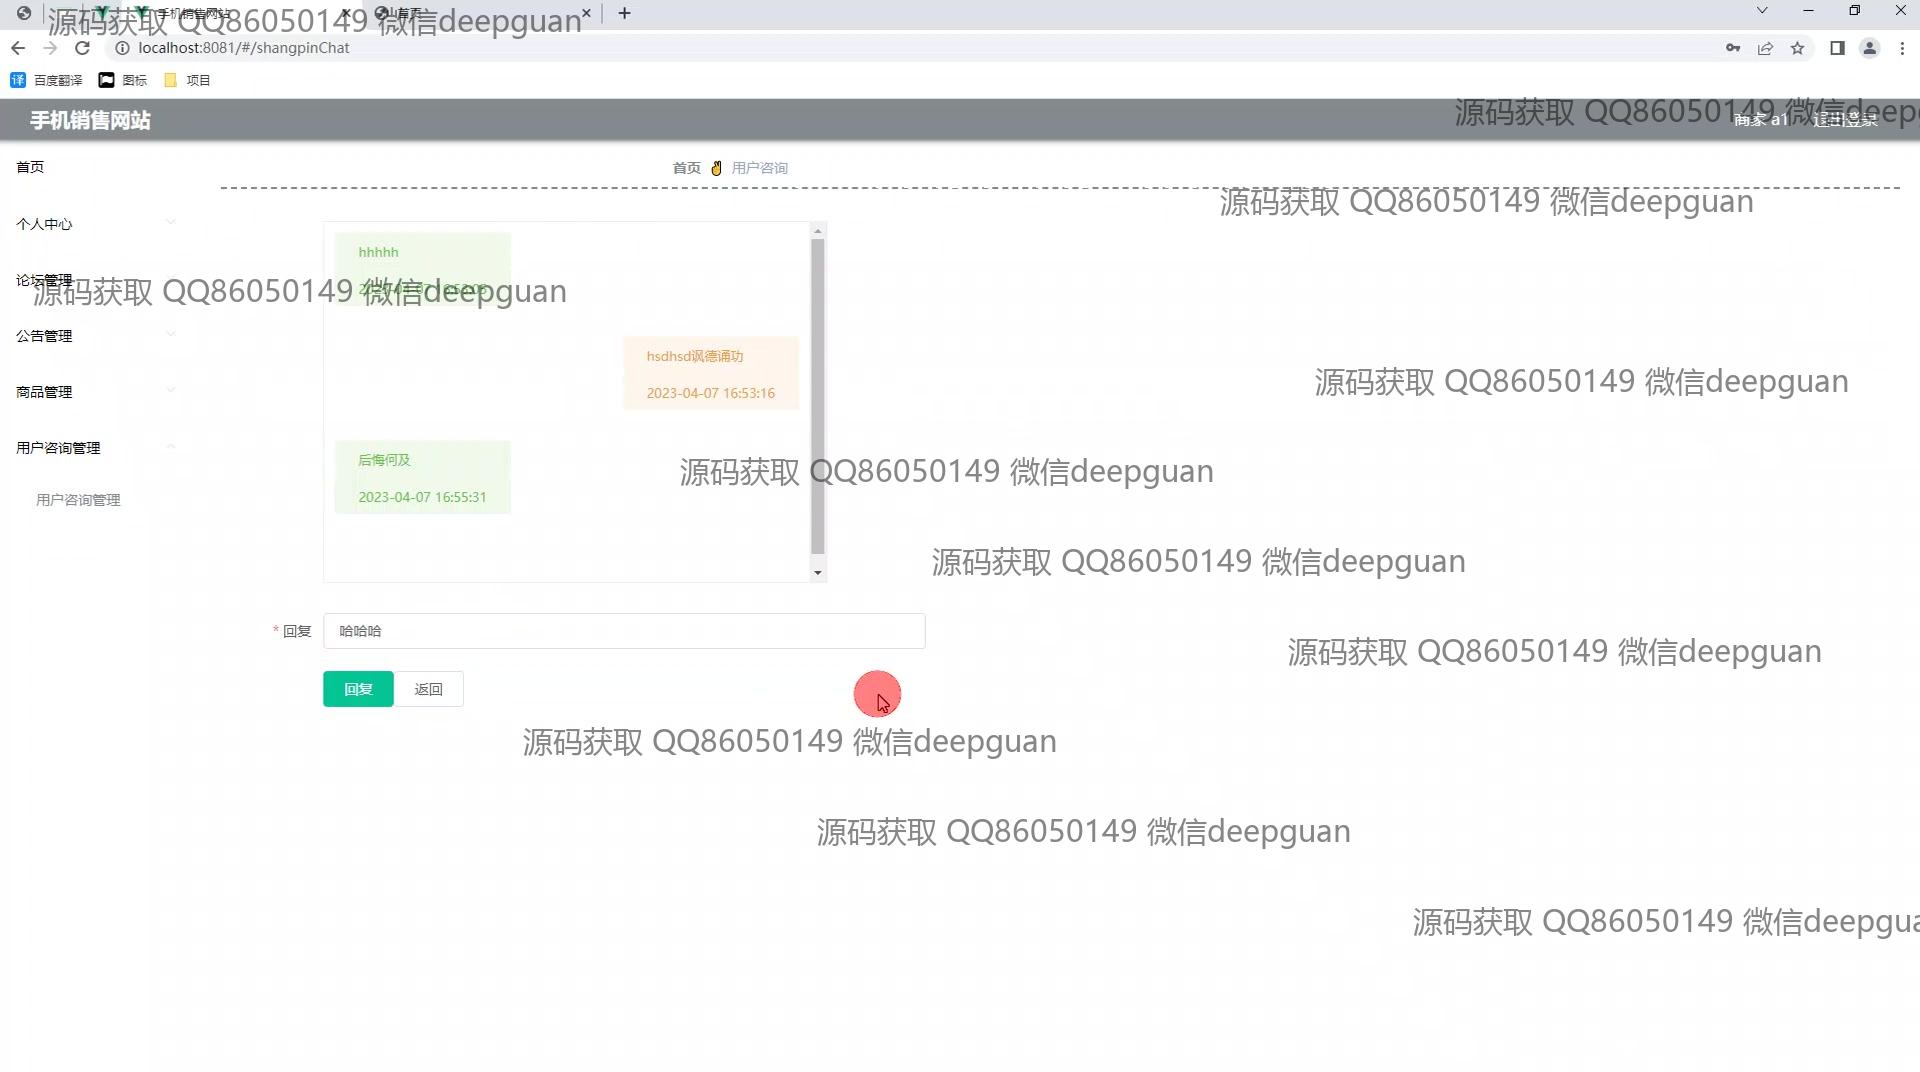 手机销售网站
首页
源码获取 QQ86050149 微信deepguan
localhost:8081/#/shangpinChat
百度翻译
图标
项目
手机销售网站
源码获取 QQ86050149 微信deep
商家 a1
退出登录
首页
首页 ✌ 用户咨询
源码获取 QQ86050149 微信deepguan
个人中心
hhhhh
论坛管理
源码获取 QQ86050149 微信deepguan
公告管理
hsdhsd讽德诵功
2023-04-07 16:53:16
源码获取 QQ86050149 微信deepguan
商品管理
用户咨询管理
后悔何及
源码获取 QQ86050149 微信deepguan
用户咨询管理
2023-04-07 16:55:31
源码获取 QQ86050149 微信deepguan
* 回复
哈哈哈
源码获取 QQ86050149 微信deepguan
回复
返回
源码获取 QQ86050149 微信deepguan
源码获取 QQ86050149 微信deepguan
源码获取 QQ86050149 微信deepgua